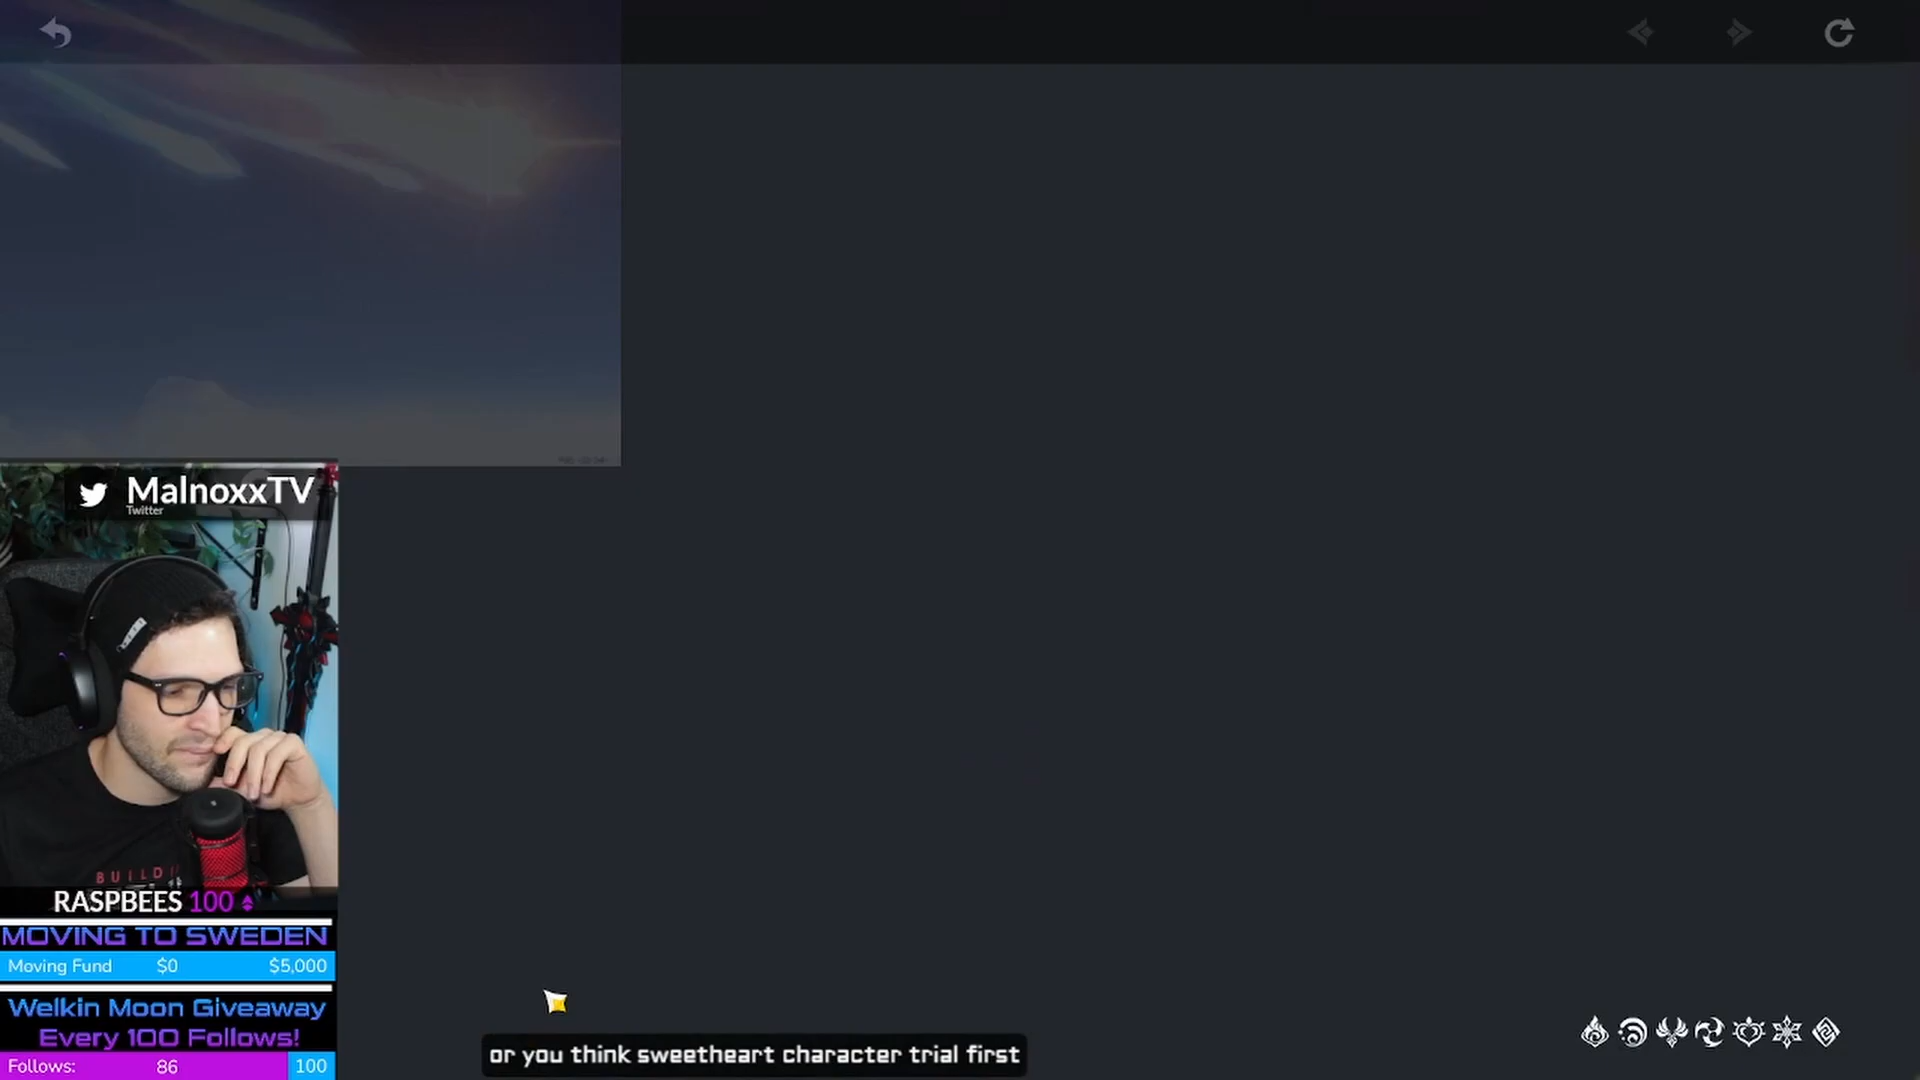 MalnoxxTV
Twitter
BUILD
RASPBEES 100
MOVING TO SWEDEN
Moving Fund $0 $5,000
Welkin Moon Giveaway
Every 100 Follows!
Follows: 86 100
or you think sweetheart character trial first